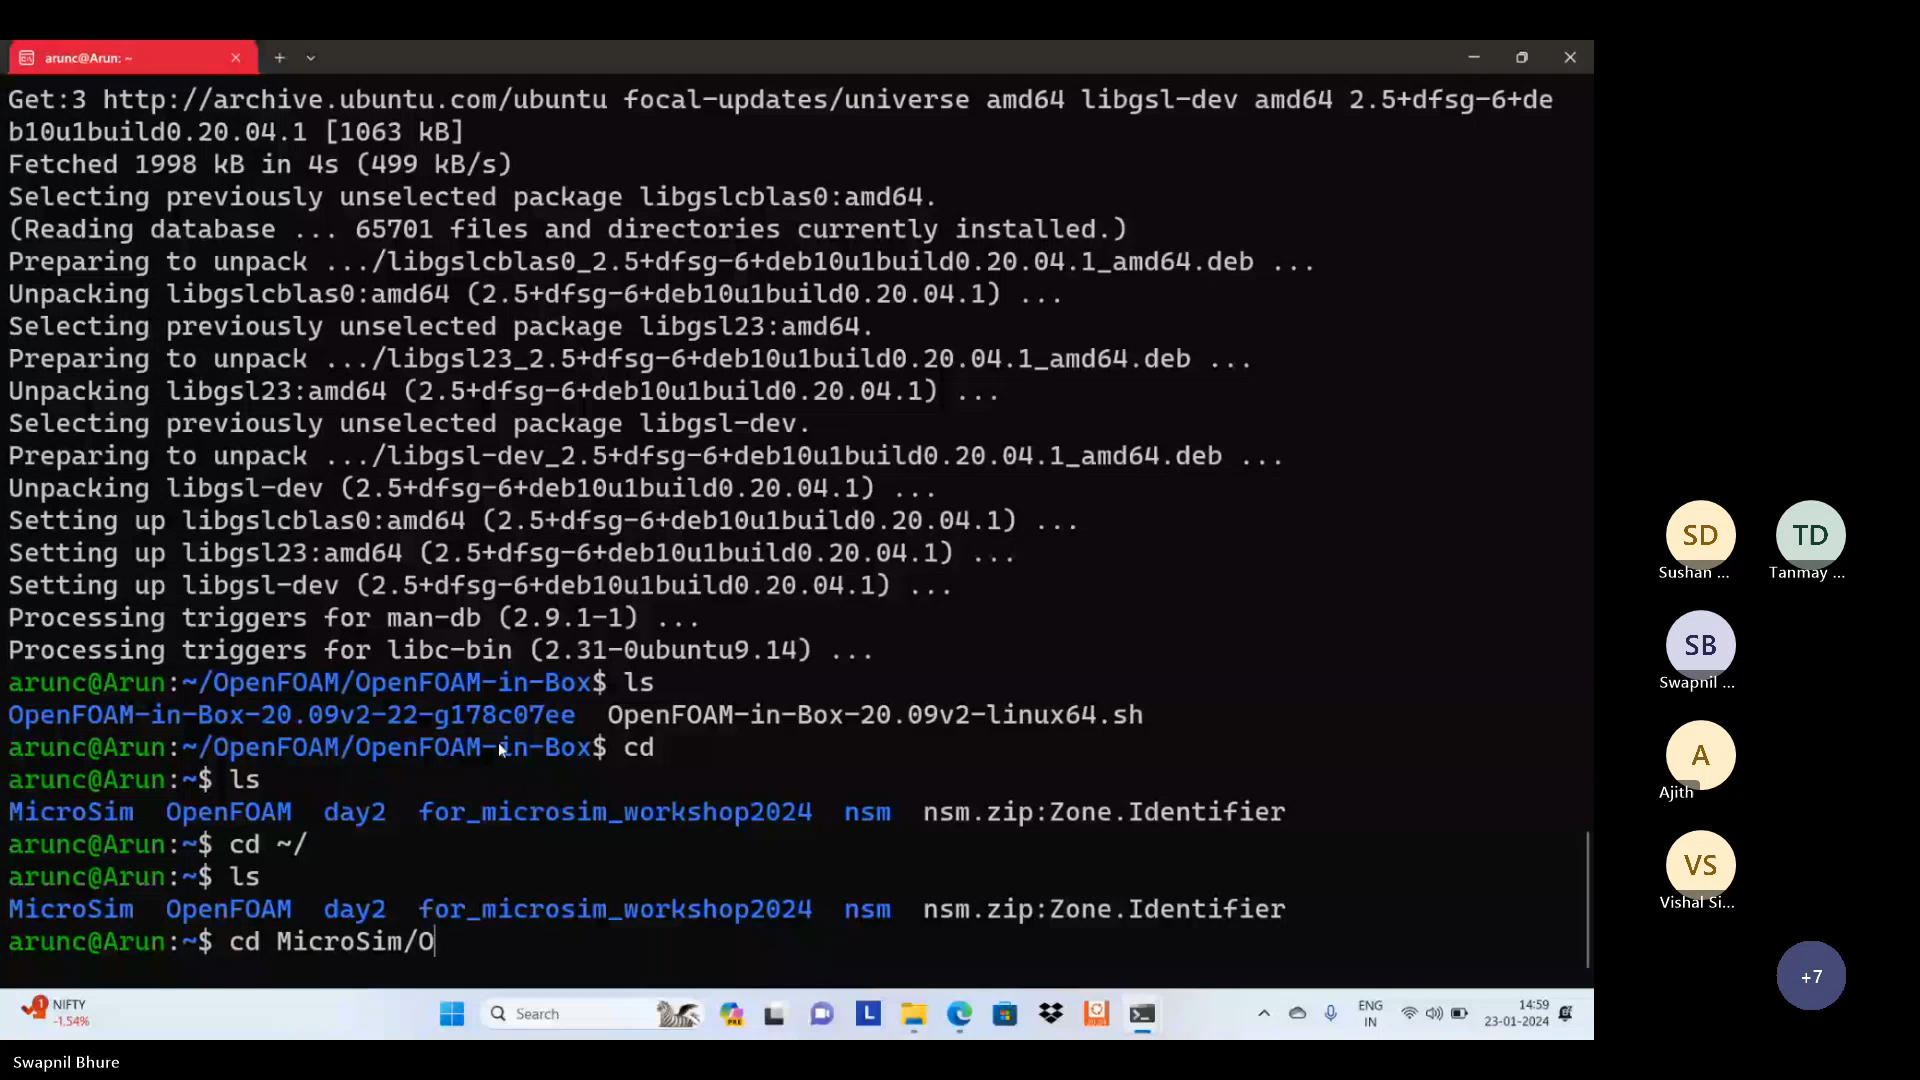 arunc@Arun: ~
Get:3 http://archive.ubuntu.com/ubuntu focal-updates/universe amd64 libgsl-dev amd64 2.5+dfsg-6+de
b10u1build0.20.04.1 [1063 kB]
Fetched 1998 kB in 4s (499 kB/s)
Selecting previously unselected package libgslcblas0:amd64.
(Reading database ... 65701 files and directories currently installed.)
Preparing to unpack .../libgslcblas0_2.5+dfsg-6+deb10u1build0.20.04.1_amd64.deb ...
Unpacking libgslcblas0:amd64 (2.5+dfsg-6+deb10u1build0.20.04.1) ...
Selecting previously unselected package libgsl23:amd64.
Preparing to unpack .../libgsl23_2.5+dfsg-6+deb10u1build0.20.04.1_amd64.deb ...
Unpacking libgsl23:amd64 (2.5+dfsg-6+deb10u1build0.20.04.1) ...
Selecting previously unselected package libgsl-dev.
Preparing to unpack .../libgsl-dev_2.5+dfsg-6+deb10u1build0.20.04.1_amd64.deb ...
Unpacking libgsl-dev (2.5+dfsg-6+deb10u1build0.20.04.1) ...
Setting up libgslcblas0:amd64 (2.5+dfsg-6+deb10u1build0.20.04.1) ...
Setting up libgsl23:amd64 (2.5+dfsg-6+deb10u1build0.20.04.1) ...
Setting up libgsl-dev (2.5+dfsg-6+deb10u1build0.20.04.1) ...
Processing triggers for man-db (2.9.1-1) ...
Processing triggers for libc-bin (2.31-0ubuntu9.14) ...
arunc@Arun:~/OpenFOAM/OpenFOAM-in-Box$ ls
OpenFOAM-in-Box-20.09v2-22-g178c07ee  OpenFOAM-in-Box-20.09v2-linux64.sh
arunc@Arun:~/OpenFOAM/OpenFOAM-in-Box$ cd
arunc@Arun:~$ ls
MicroSim  OpenFOAM  day2  for_microsim_workshop2024  nsm  nsm.zip:Zone.Identifier
arunc@Arun:~$ cd ~/
arunc@Arun:~$ ls
MicroSim  OpenFOAM  day2  for_microsim_workshop2024  nsm  nsm.zip:Zone.Identifier
arunc@Arun:~$ cd MicroSim/O
SD
Sushan ...
TD
Tanmay ...
SB
Swapnil ...
A
Ajith
VS
Vishal Si...
+7
1
NIFTY
-1.54%
Search
PRE
L
ENG
IN
14:59
23-01-2024
Swapnil Bhure